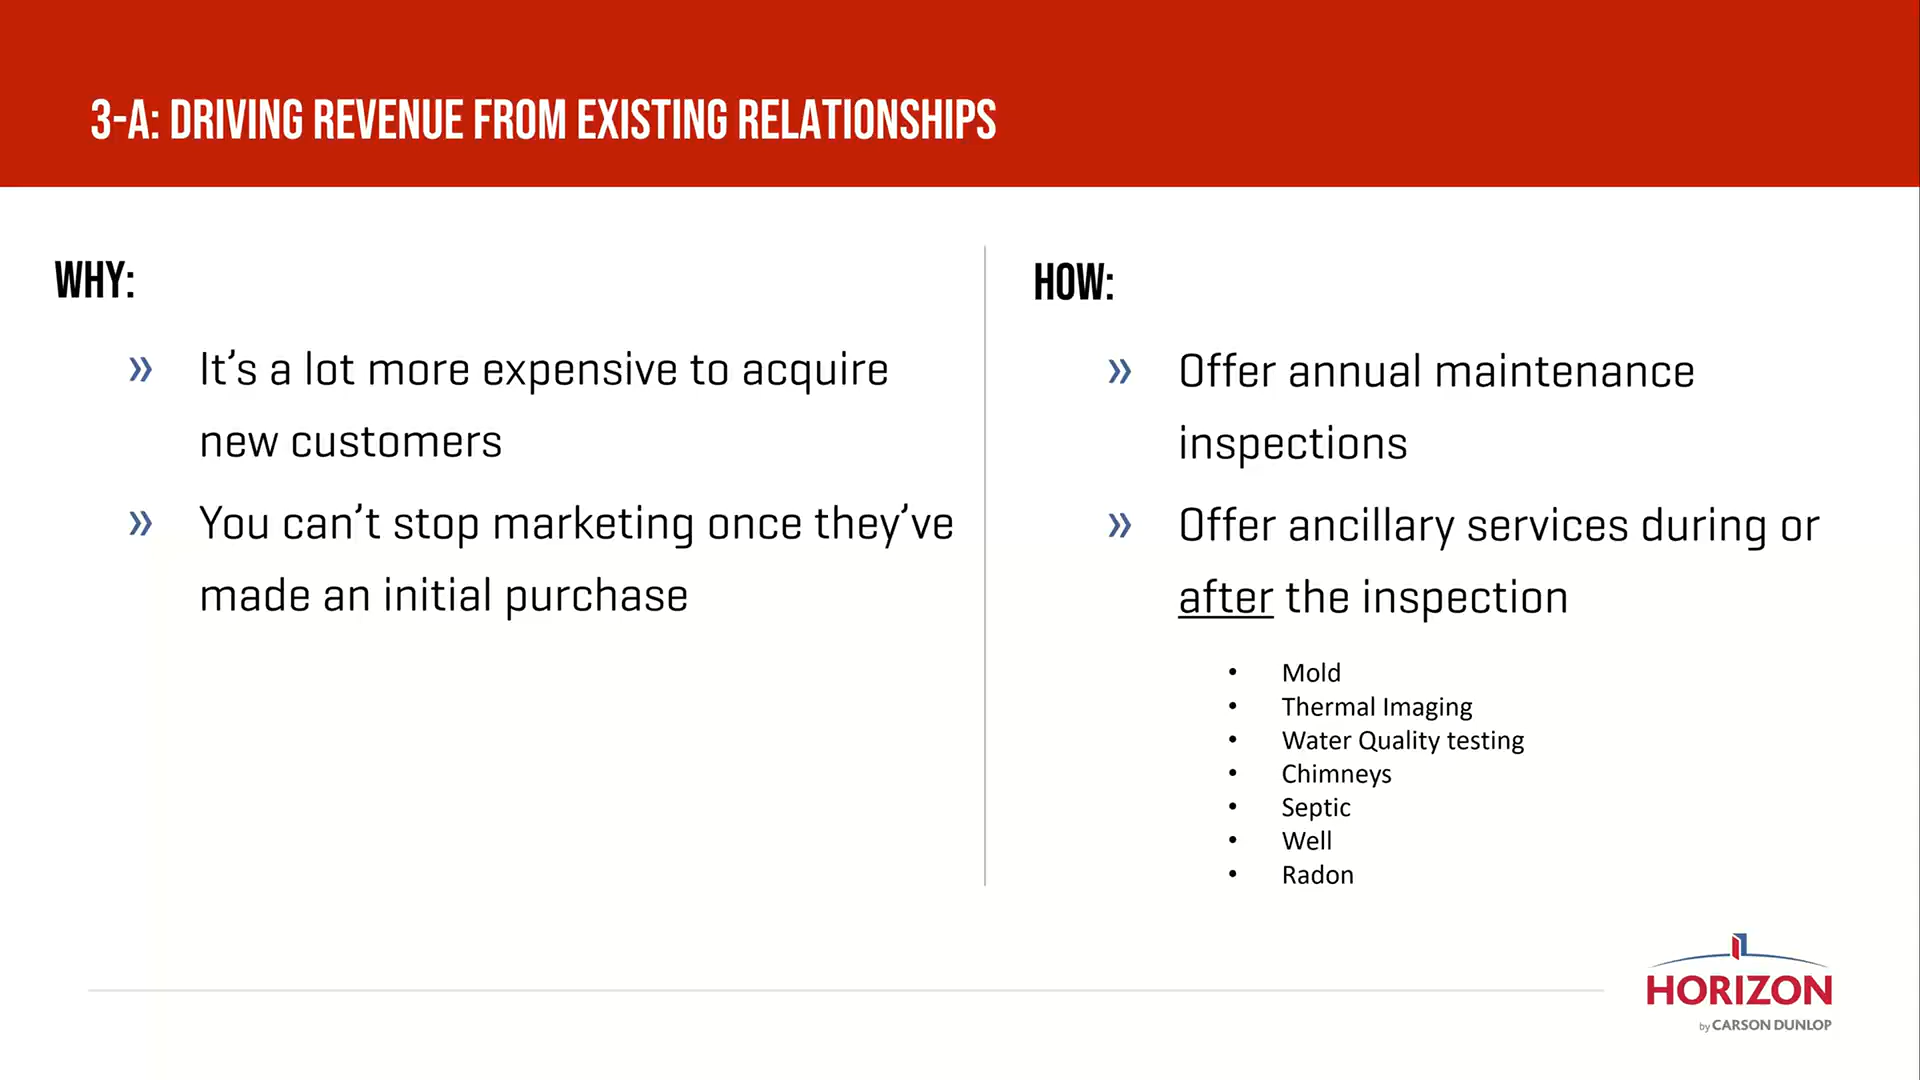 3-A: DRIVING REVENUE FROM EXISTING RELATIONSHIPS
WHY:
» It’s a lot more expensive to acquire
new customers
» You can’t stop marketing once they’ve
made an initial purchase
HOW:
» Offer annual maintenance
inspections
» Offer ancillary services during or
after the inspection
• Mold
• Thermal Imaging
• Water Quality testing
• Chimneys
• Septic
• Well
• Radon
HORIZON
by CARSON DUNLOP